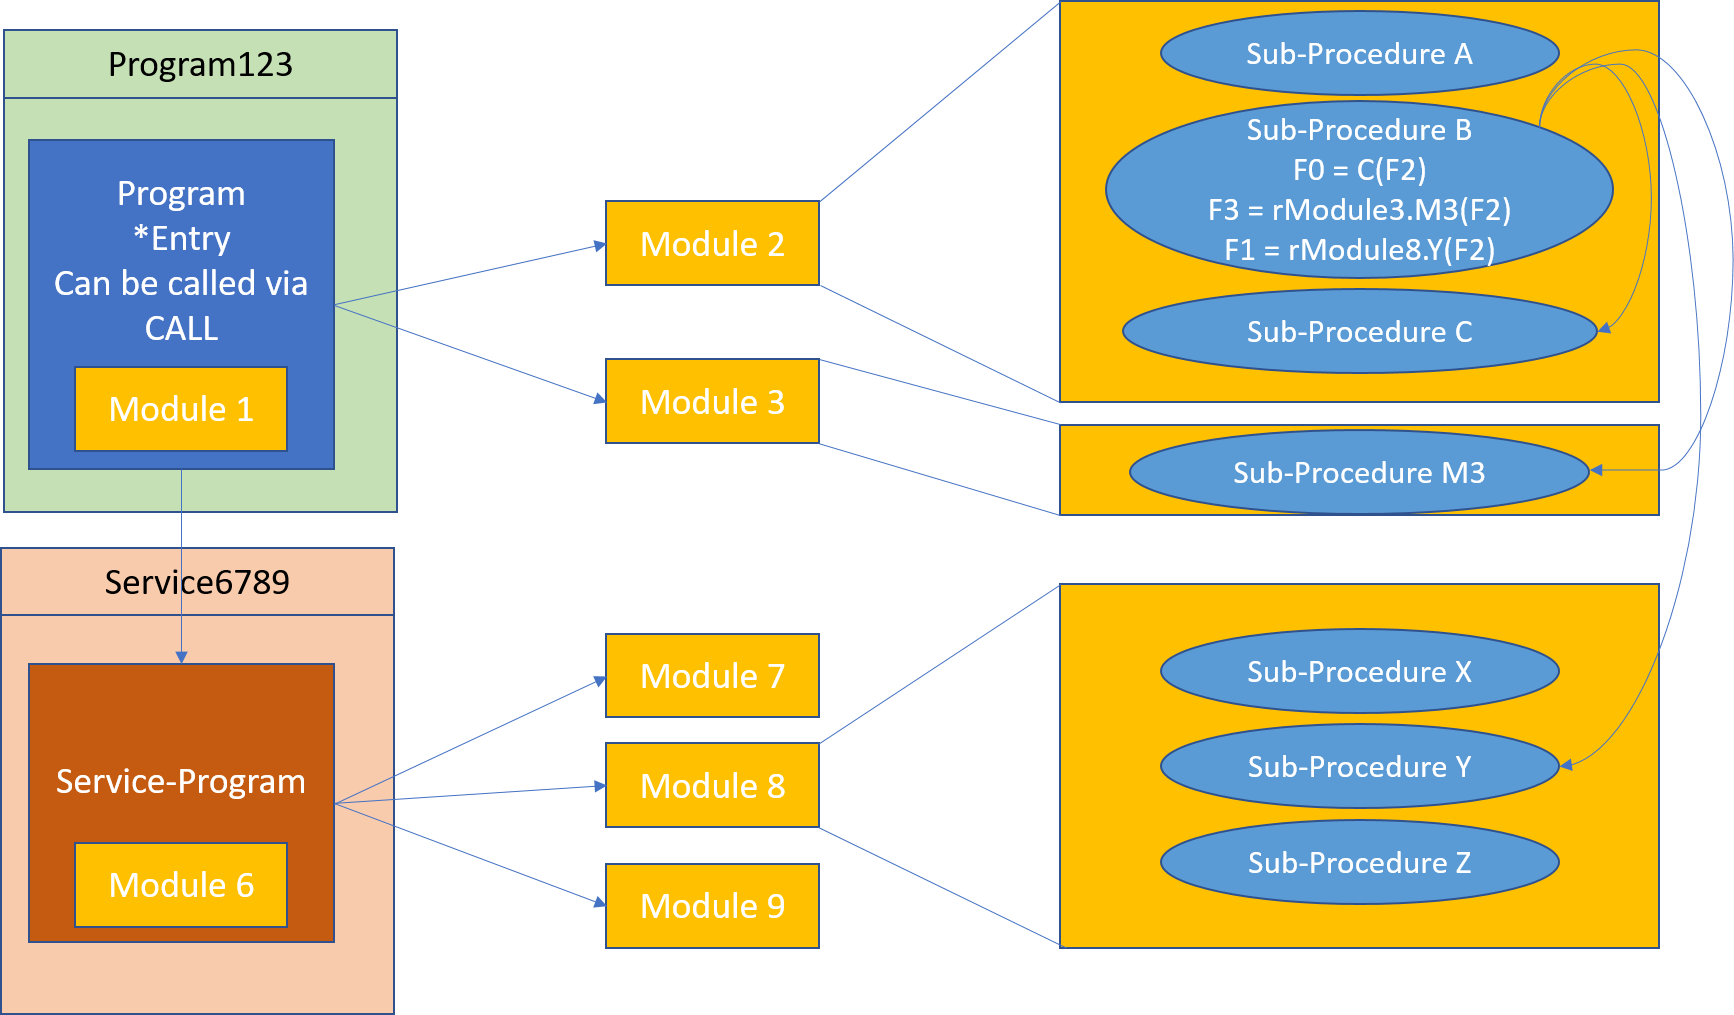 Program123
Program
*Entry
Can be called via
CALL
Module 1
Module 2
Module 3
Sub-Procedure A
Sub-Procedure B
F0 = C(F2)
F3 = rModule3.M3(F2)
F1 = rModule8.Y(F2)
Sub-Procedure C
Sub-Procedure M3
Service6789
Service-Program
Module 6
Module 7
Module 8
Module 9
Sub-Procedure X
Sub-Procedure Y
Sub-Procedure Z